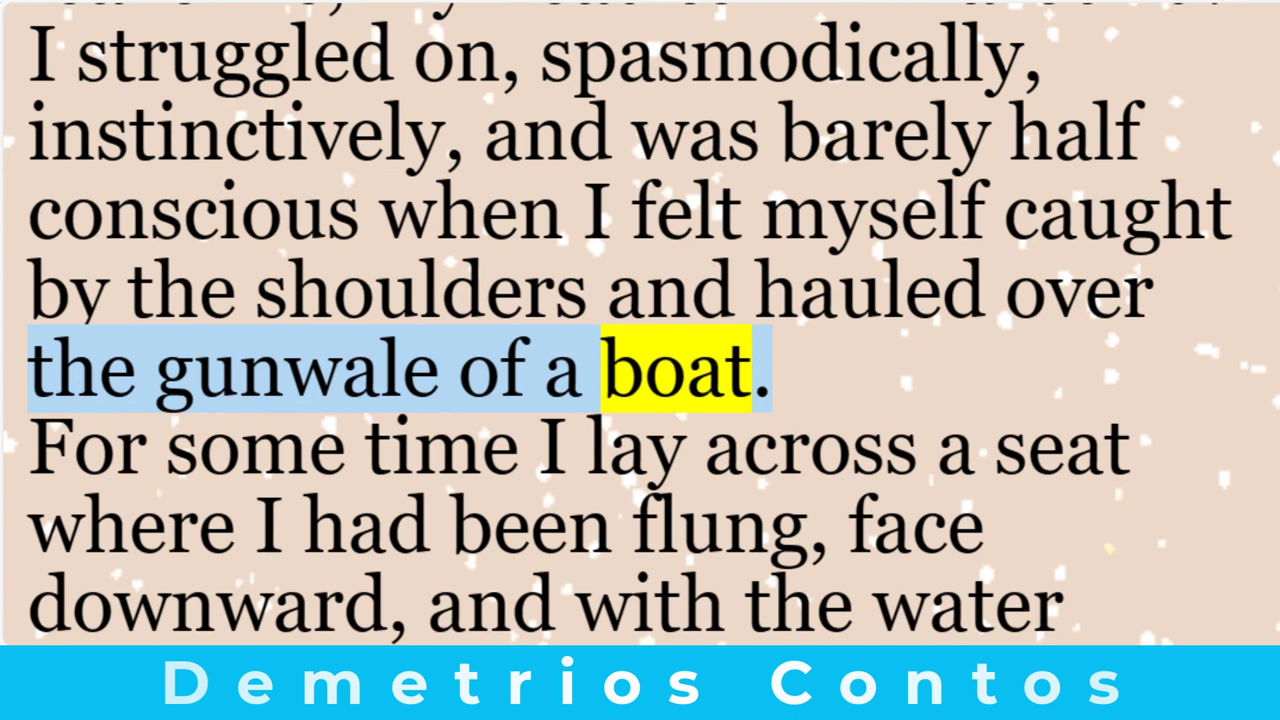 I struggled on, spasmodically,
instinctively, and was barely half
conscious when I felt myself caught
by the shoulders and hauled over
the gunwale of a boat.
For some time I lay across a seat
where I had been flung, face
downward, and with the water
Demetrios Contos